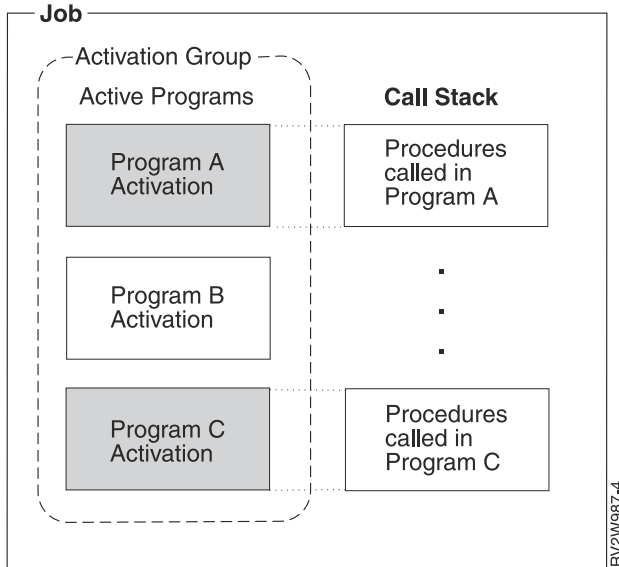 Job
Activation Group
Active Programs
Call Stack
Program A
Activation
Procedures
called in
Program A
Program B
Activation
Program C
Activation
Procedures
called in
Program C
RV2W987-4